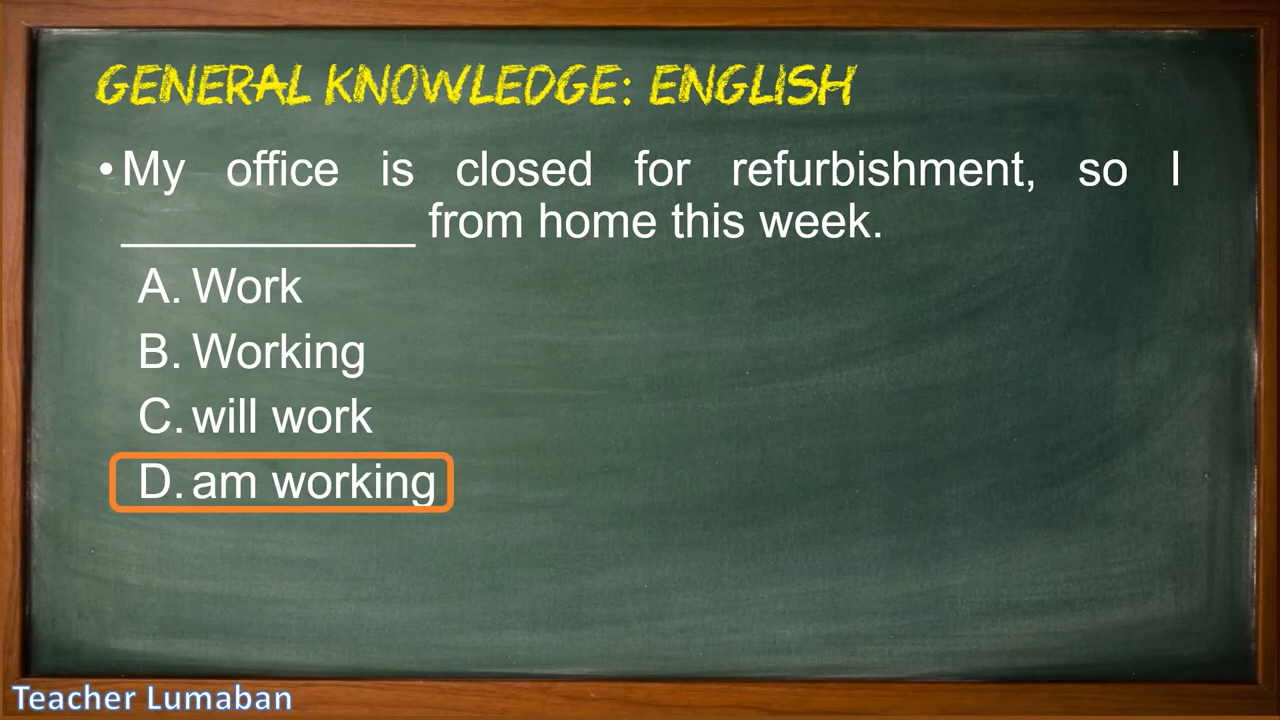 GENERAL KNOWLEDGE: ENGLISH
•My office is closed for refurbishment, so I
___________ from home this week.
A. Work
B. Working
C. will work
D. am working
Teacher Lumaban